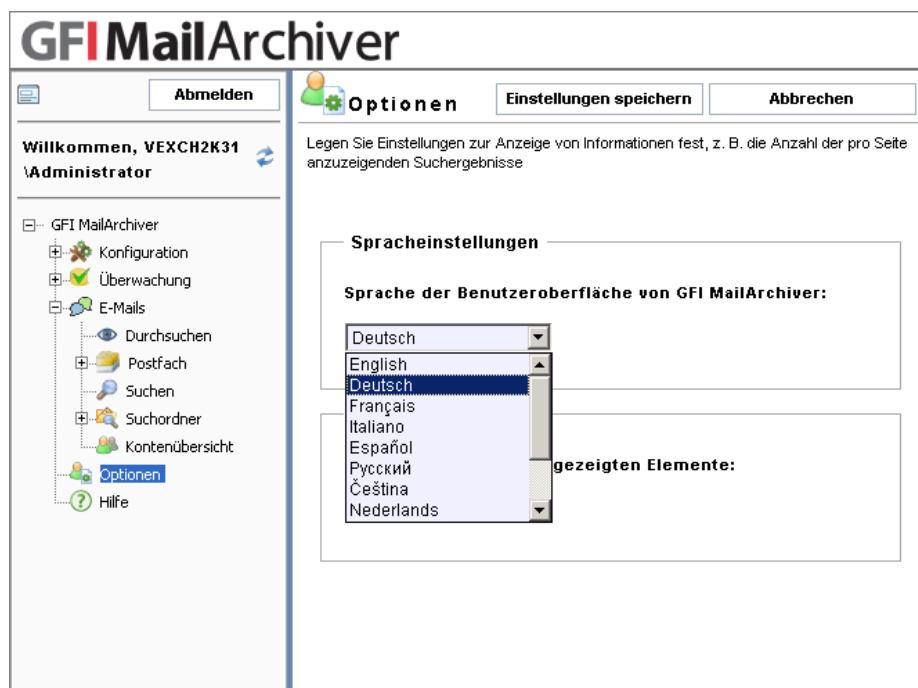 GFI MailArchiver
Abmelden
Willkommen, VEXCH2K31
\Administrator
GFI MailArchiver
Konfiguration
Überwachung
E-Mails
Durchsuchen
Postfach
Suchen
Suchordner
Kontenübersicht
Optionen
Hilfe
Optionen
Einstellungen speichern
Abbrechen
Legen Sie Einstellungen zur Anzeige von Informationen fest, z. B. die Anzahl der pro Seite
anzuzeigenden Suchergebnisse
Spracheinstellungen
Sprache der Benutzeroberfläche von GFI MailArchiver:
Deutsch
English
Deutsch
Français
Italiano
Español
Русский
Čeština
Nederlands
gezeigten Elemente: